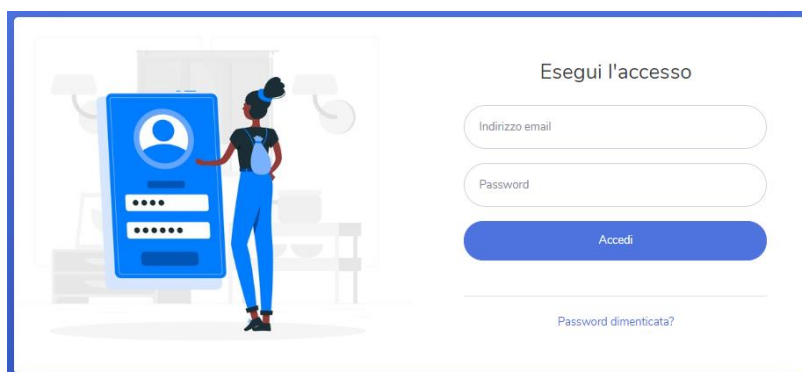 Esegui l'accesso
Indirizzo email
Password
Accedi
Password dimenticata?